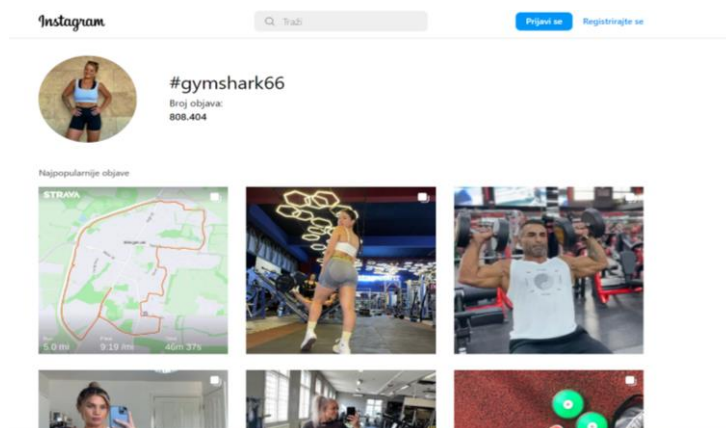 Instagram
Traži
Prijavi se
Registrirajte se
#gymshark66
Broj objava:
808.404
Najpopularnije objave
STRAVA
5.0 mi
9:19 /mi
46m 37s